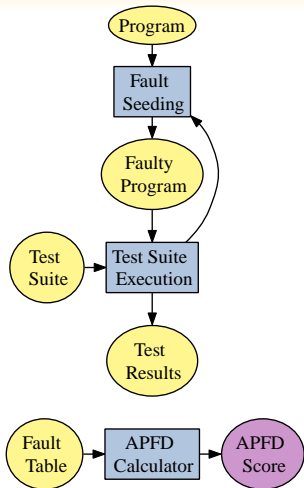 Program
Fault
Seeding
Faulty
Program
Test
Suite
Test Suite
Execution
Test
Results
Fault
Table
APFD
Calculator
APFD
Score